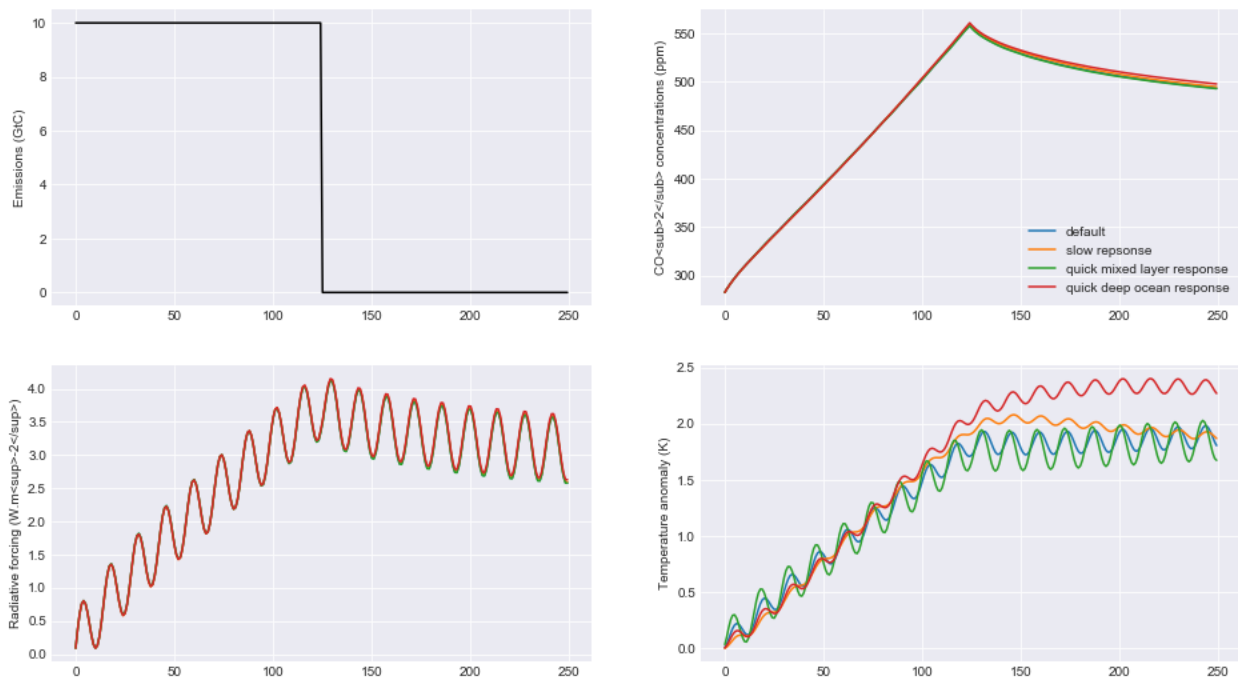 10
8
6
4
2
0
Emissions (GtC)
0 50 100 150 200 250
550
500
450
400
350
300
CO<sub>2</sub> concentrations (ppm)
default
slow repsonse
quick mixed layer response
quick deep ocean response
0 50 100 150 200 250
4.0
3.5
3.0
2.5
2.0
1.5
1.0
0.5
0.0
Radiative forcing (W.m<sup>-2</sup>)
0 50 100 150 200 250
2.5
2.0
1.5
1.0
0.5
0.0
Temperature anomaly (K)
0 50 100 150 200 250